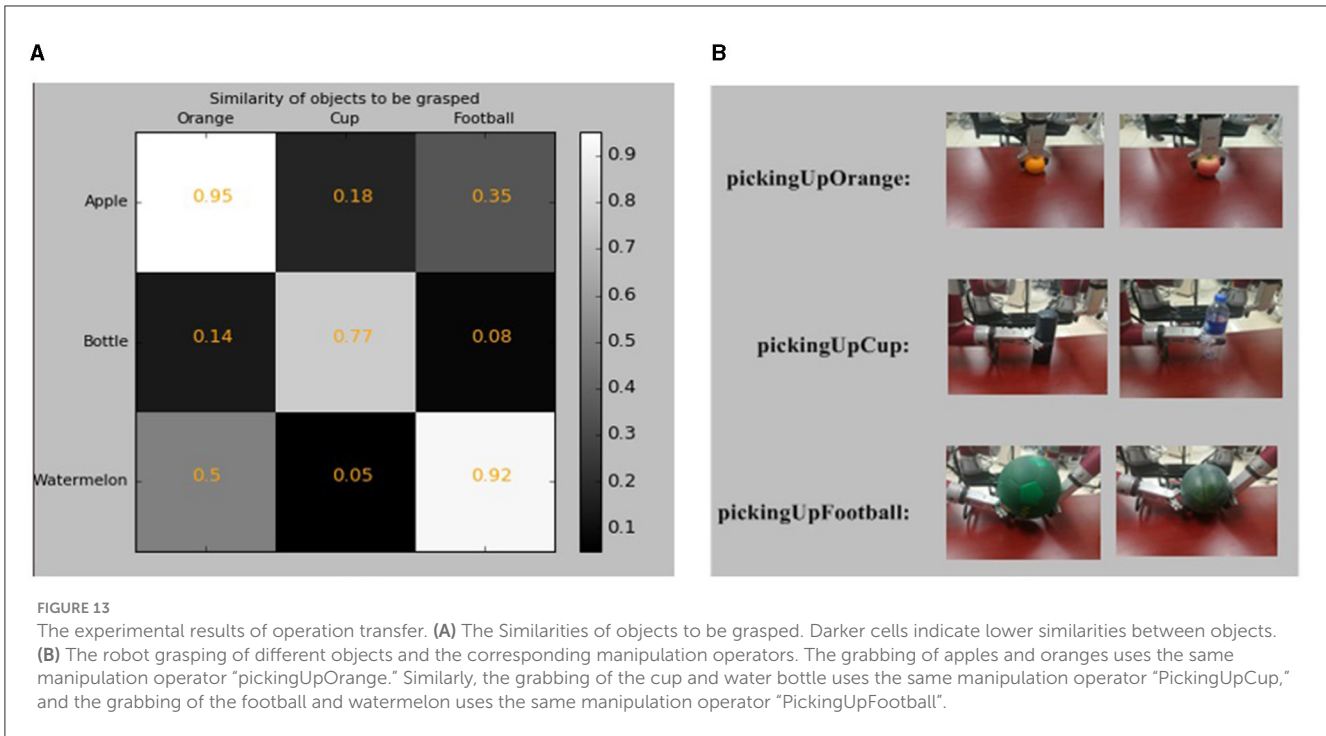 A
Similarity of objects to be grasped
Orange Cup Football
Apple 0.95 0.18 0.35
Bottle 0.14 0.77 0.08
Watermelon 0.5 0.05 0.92
0.9
0.8
0.7
0.6
0.5
0.4
0.3
0.2
0.1
B
pickingUpOrange:
pickingUpCup:
pickingUpFootball:
FIGURE 13
The experimental results of operation transfer. (A) The Similarities of objects to be grasped. Darker cells indicate lower similarities between objects.
(B) The robot grasping of different objects and the corresponding manipulation operators. The grabbing of apples and oranges uses the same
manipulation operator "pickingUpOrange." Similarly, the grabbing of the cup and water bottle uses the same manipulation operator "PickingUpCup,"
and the grabbing of the football and watermelon uses the same manipulation operator "PickingUpFootball".